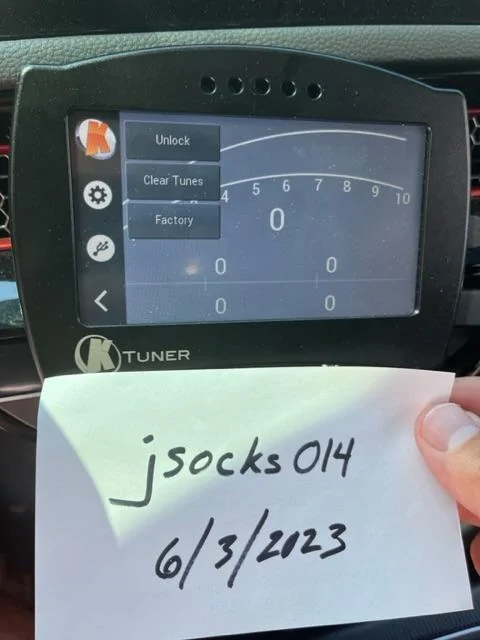 K
Unlock
Clear Tunes
Factory
4 5 6 7 8 9 10
0
0 0
0 0
K TUNER
jsocks014
6/3/2023